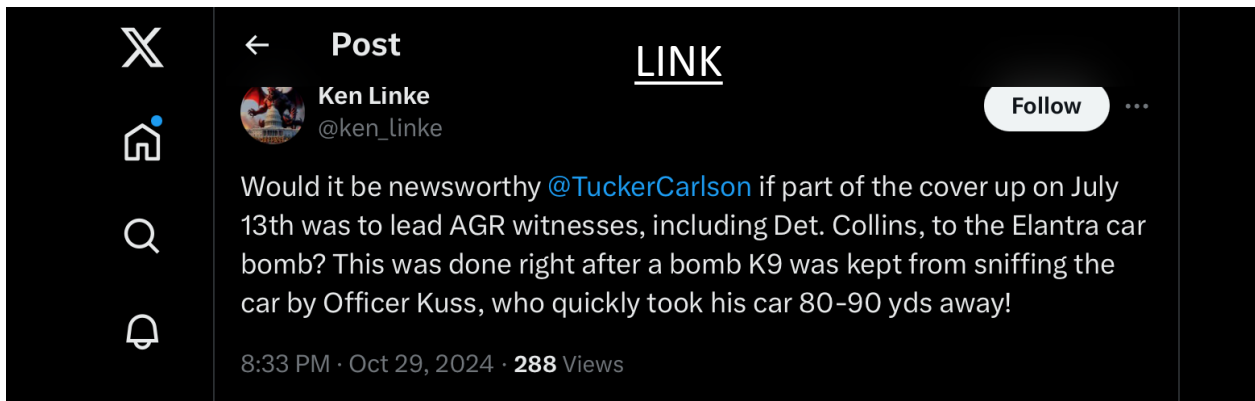 Post
LINK
Ken Linke
@ken_linke
Follow
Would it be newsworthy @TuckerCarlson if part of the cover up on July
13th was to lead AGR witnesses, including Det. Collins, to the Elantra car
bomb? This was done right after a bomb K9 was kept from sniffing the
car by Officer Kuss, who quickly took his car 80-90 yds away!
8:33 PM · Oct 29, 2024 · 288 Views